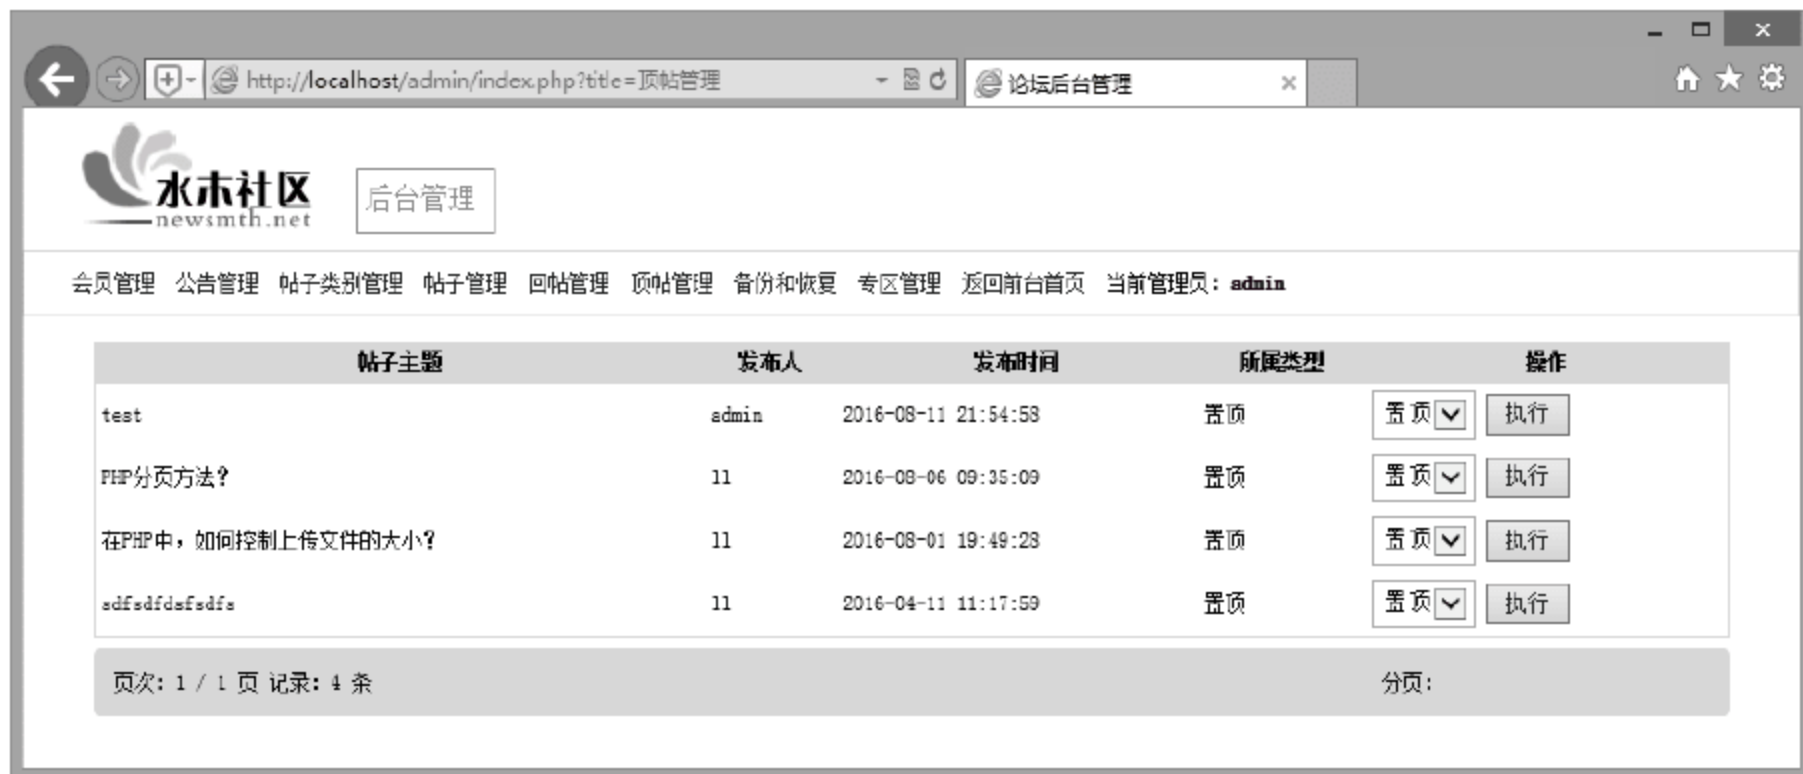 http://localhost/admin/index.php?title=顶帖管理 论坛后台管理
水木社区
newsmth.net
后台管理
会员管理 公告管理 帖子类别管理 帖子管理 回帖管理 顶帖管理 备份和恢复 专区管理 返回前台首页 当前管理员: admin
帖子主题 发布人 发布时间 所属类型 操作
test admin 2016-08-11 21:54:58 置顶 置顶 执行
PHP分页方法? ll 2016-08-06 09:35:09 置顶 置顶 执行
在PHP中,如何控制上传文件的大小? ll 2016-08-01 19:49:28 置顶 置顶 执行
sdfsdfdsfsdfs ll 2016-04-11 11:17:59 置顶 置顶 执行
页次: 1 / 1 页 记录: 4 条 分页: